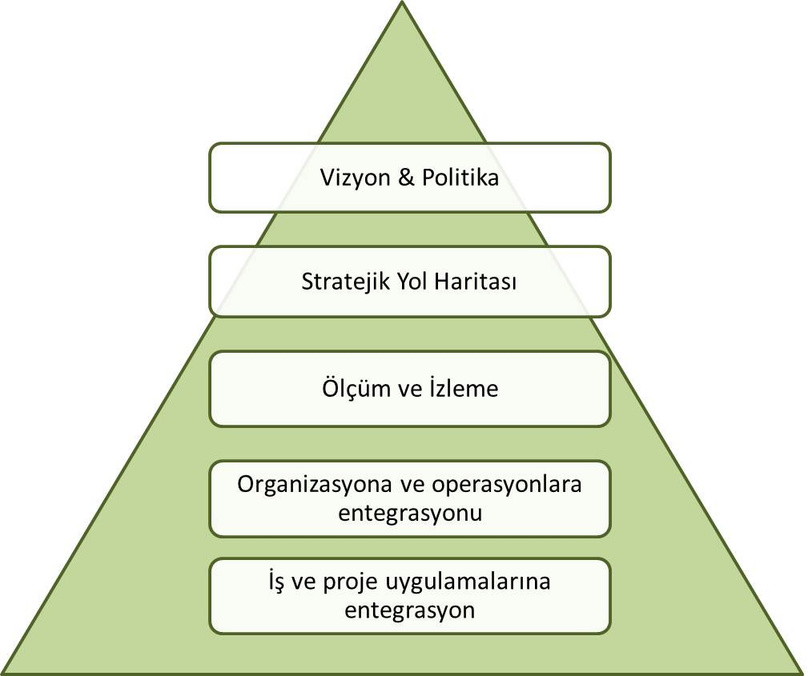 Vizyon & Politika
Stratejik Yol Haritası
Ölçüm ve İzleme
Organizasyona ve operasyonlara
entegrasyonu
İş ve proje uygulamalarına
entegrasyon